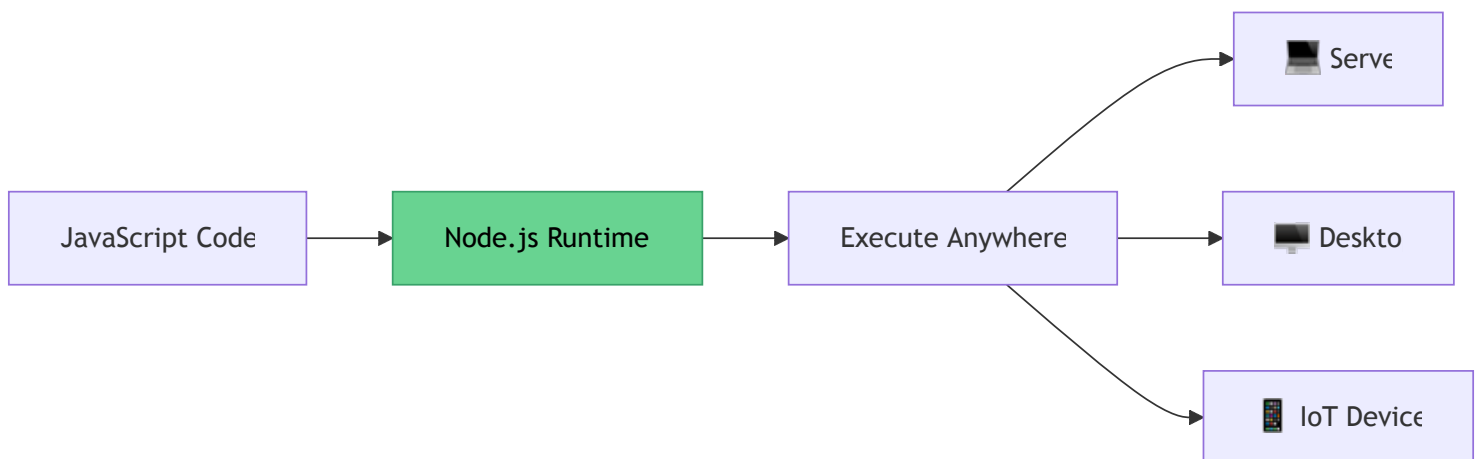 💻 Serve
JavaScript Code
Node.js Runtime
Execute Anywhere
🖥️ Deskto
📱 IoT Device